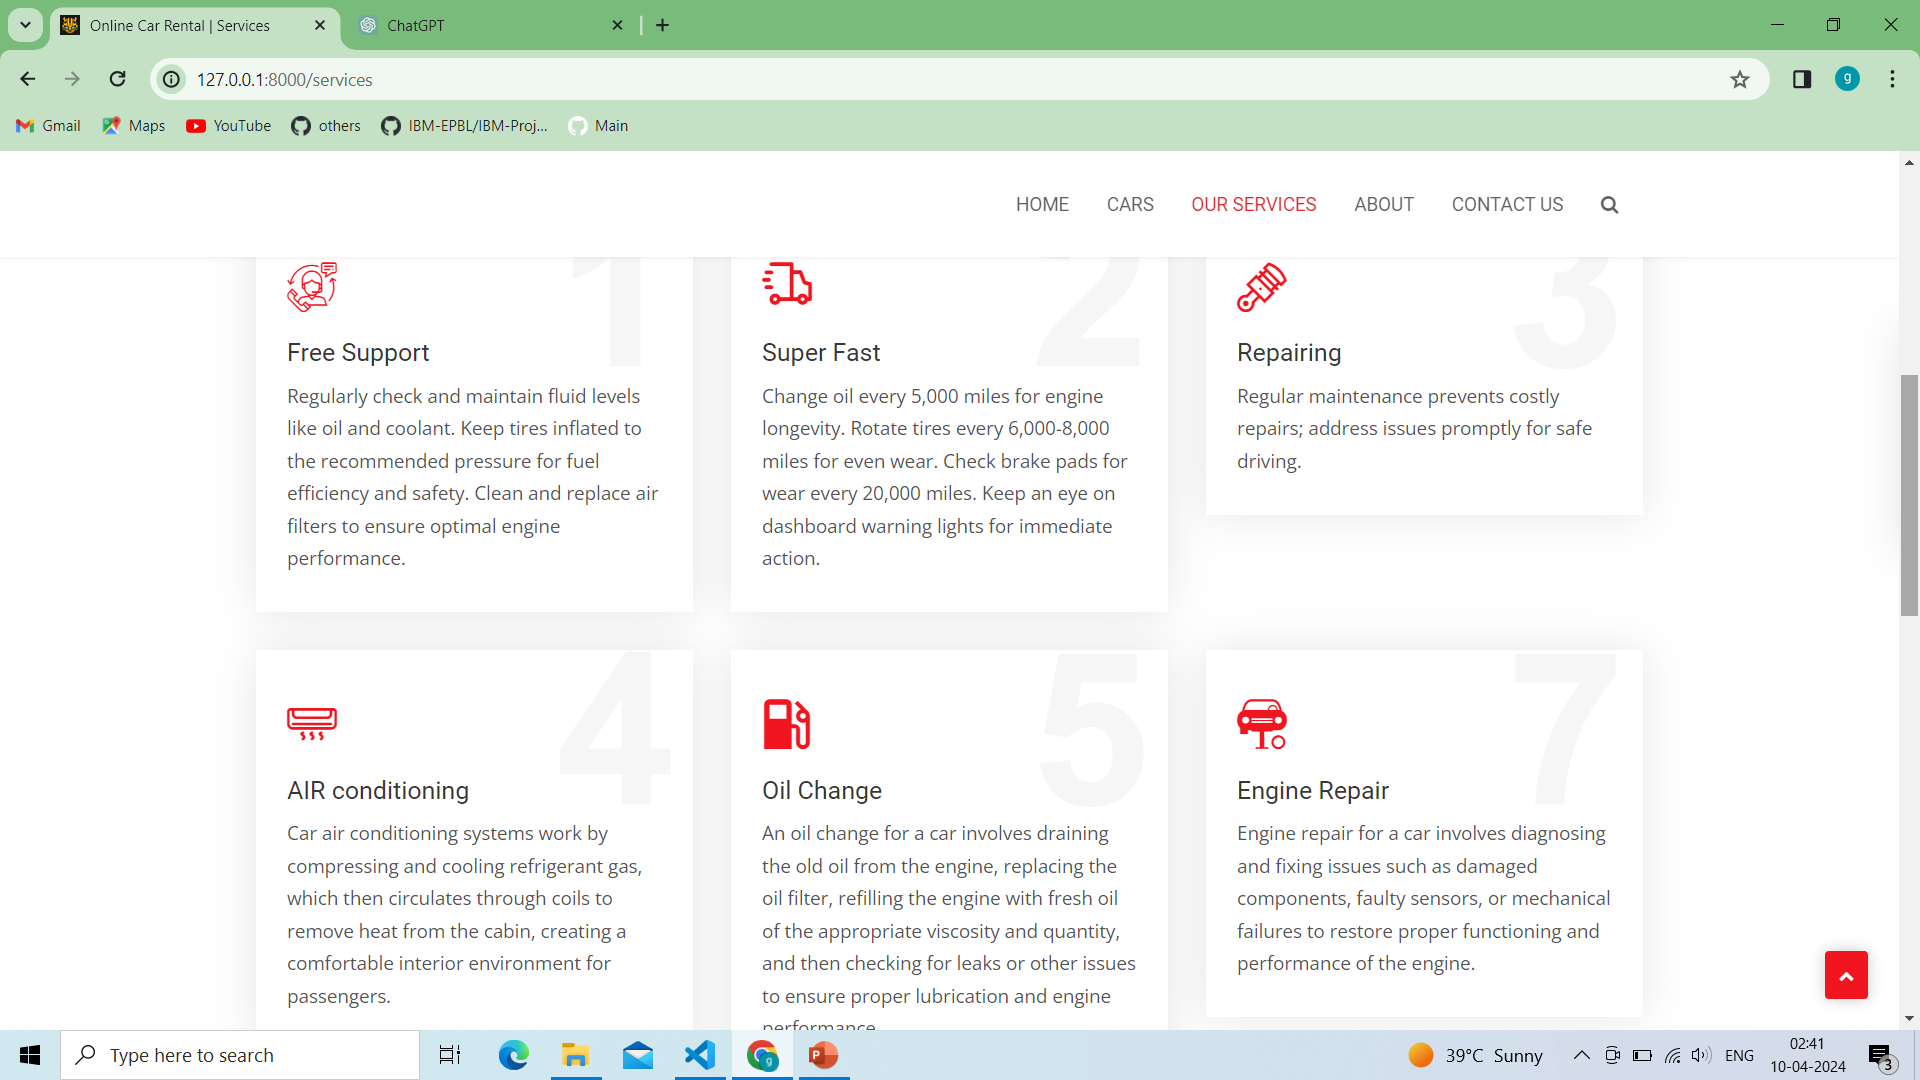 Online Car Rental | Services
ChatGPT
127.0.0.1:8000/services
g
Gmail
Maps
YouTube
others
IBM-EPBL/IBM-Proj...
Main
HOME
CARS
OUR SERVICES
ABOUT
CONTACT US
1
Free Support
Regularly check and maintain fluid levels
like oil and coolant. Keep tires inflated to
the recommended pressure for fuel
efficiency and safety. Clean and replace air
filters to ensure optimal engine
performance.
2
Super Fast
Change oil every 5,000 miles for engine
longevity. Rotate tires every 6,000-8,000
miles for even wear. Check brake pads for
wear every 20,000 miles. Keep an eye on
dashboard warning lights for immediate
action.
3
Repairing
Regular maintenance prevents costly
repairs; address issues promptly for safe
driving.
4
AIR conditioning
Car air conditioning systems work by
compressing and cooling refrigerant gas,
which then circulates through coils to
remove heat from the cabin, creating a
comfortable interior environment for
passengers.
5
Oil Change
An oil change for a car involves draining
the old oil from the engine, replacing the
oil filter, refilling the engine with fresh oil
of the appropriate viscosity and quantity,
and then checking for leaks or other issues
to ensure proper lubrication and engine
performance.
7
Engine Repair
Engine repair for a car involves diagnosing
and fixing issues such as damaged
components, faulty sensors, or mechanical
failures to restore proper functioning and
performance of the engine.
Type here to search
g
P
39°C Sunny
ENG
02:41
10-04-2024
3